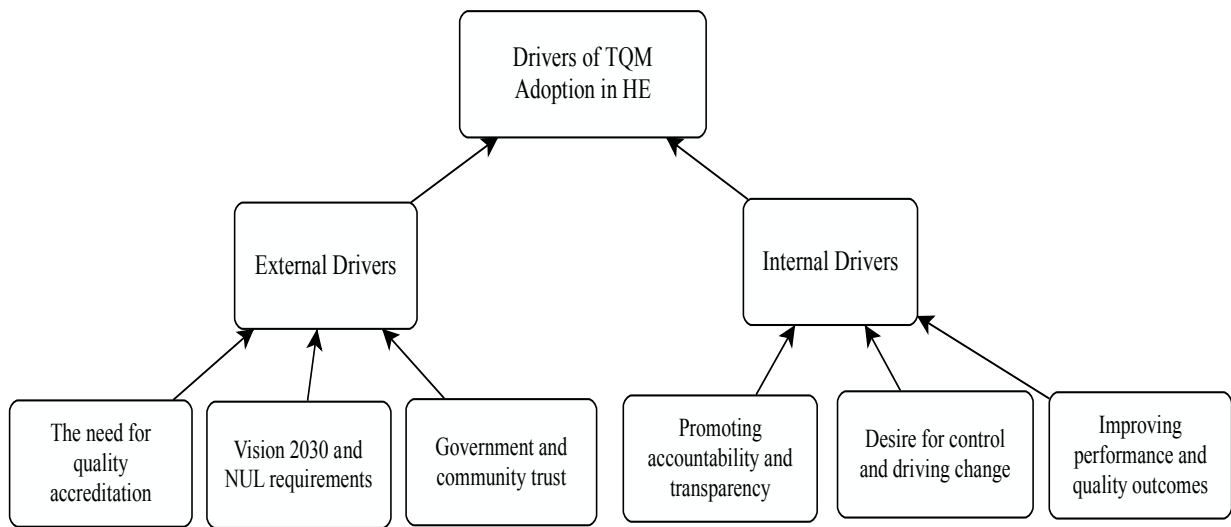 Drivers of TQM
Adoption in HE
External Drivers
Internal Drivers
The need for
quality
accreditation
Vision 2030 and
NUL requirements
Government and
community trust
Promoting
accountability and
transparency
Desire for control
and driving change
Improving
performance and
quality outcomes